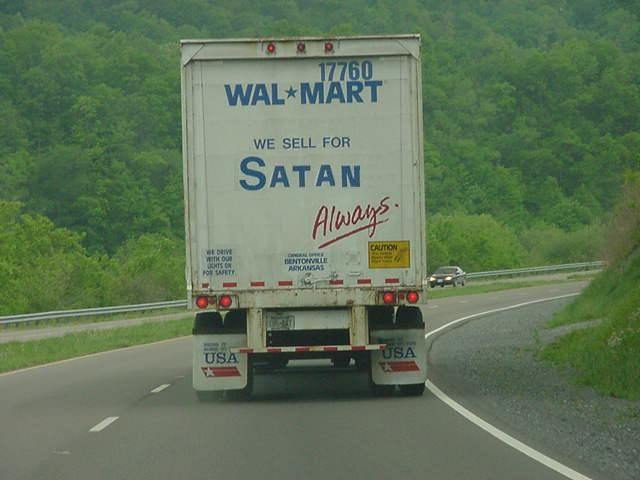 17760
WAL★MART
WE SELL FOR
SATAN
Always.
WE DRIVE
WITH OUR
LIGHTS ON
FOR SAFETY
GENERAL OFFICE
BENTONVILLE
ARKANSAS
CAUTION
USA
USA